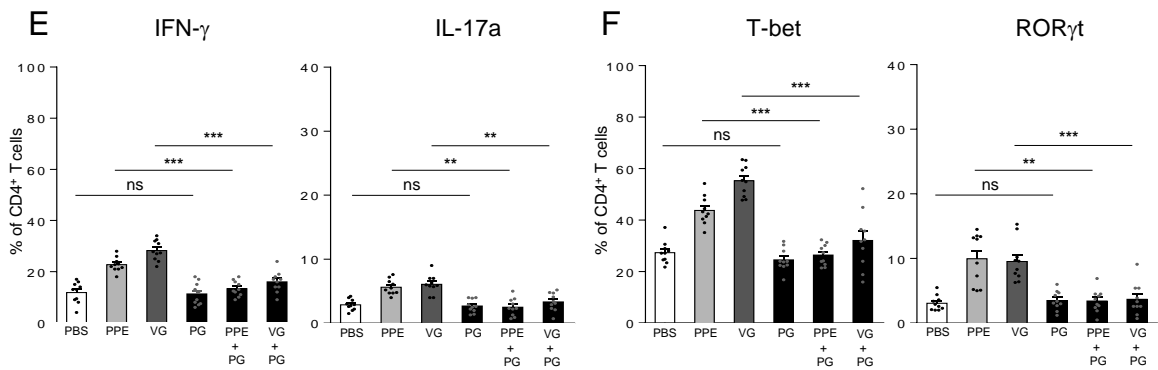 E
IFN-γ
IL-17a
F
T-bet
RORγt
% of CD4⁺ T cells
100
80
60
40
20
0
***
***
ns
PBS
PPE
VG
PG
PPE
+
PG
VG
+
PG
40
30
20
10
0
**
**
ns
PBS
PPE
VG
PG
PPE
+
PG
VG
+
PG
% of CD4⁺ T cells
100
80
60
40
20
0
***
***
ns
PBS
PPE
VG
PG
PPE
+
PG
VG
+
PG
40
30
20
10
0
***
**
ns
PBS
PPE
VG
PG
PPE
+
PG
VG
+
PG